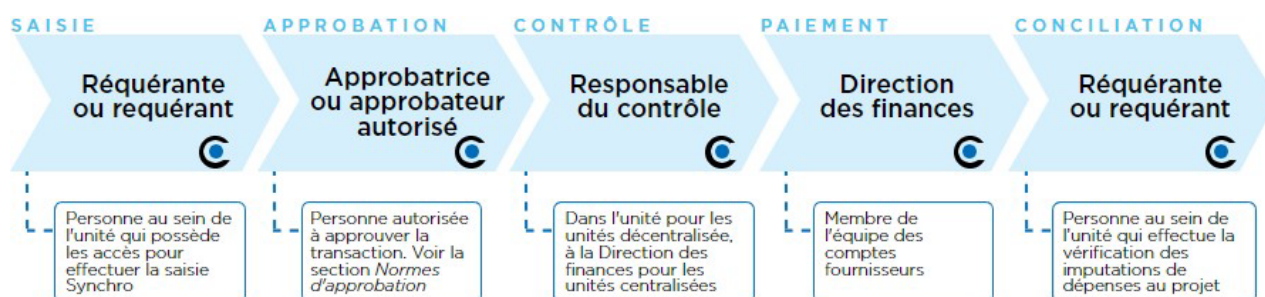 SAISIE
APPROBATION
CONTRÔLE
PAIEMENT
CONCILIATION
Réquérante
ou requérant
Approbatrice
ou approbateur
autorisé
Responsable
du contrôle
Direction
des finances
Réquérante
ou requérant
Personne au sein de
l'unité qui possède
les accès pour
effectuer la saisie
Synchro
Personne autorisée
à approuver la
transaction. Voir la
section Normes
d'approbation
Dans l'unité pour les
unités décentralisée,
à la Direction des
finances pour les
unités centralisées
Membre de
l'équipe des
comptes
fournisseurs
Personne au sein de
l'unité qui effectue la
vérification des
imputations de
dépenses au projet